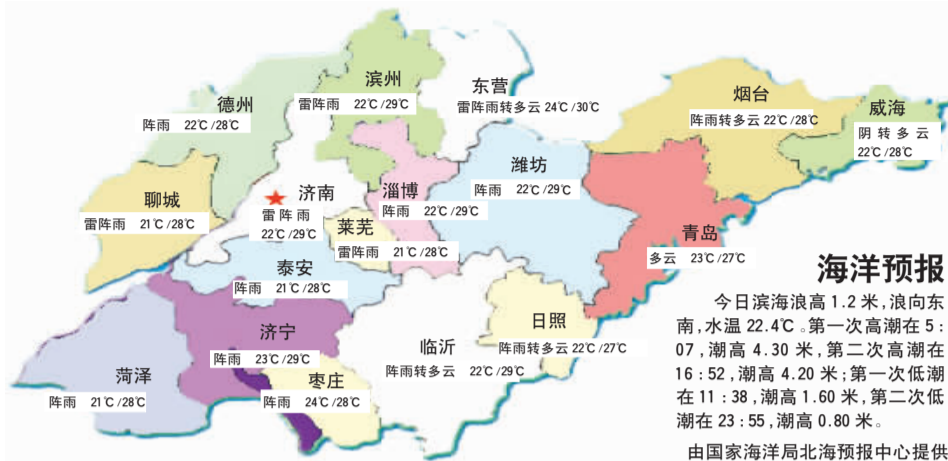 滨州
雷阵雨 22℃/29℃
东营
雷阵雨转多云 24℃/30℃
德州
阵雨 22℃/28℃
烟台
阵雨转多云 22℃/28℃
威海
阴转多云
22℃/28℃
聊城
雷阵雨 21℃/28℃
济南
雷阵雨
22℃/29℃
淄博
阵雨 22℃/29℃
潍坊
阵雨 22℃/29℃
莱芜
雷阵雨 21℃/28℃
青岛
多云 23℃/27℃
泰安
阵雨 21℃/28℃
济宁
阵雨 23℃/29℃
临沂
阵雨转多云 22℃/29℃
日照
阵雨转多云 22℃/27℃
菏泽
阵雨 21℃/28℃
枣庄
阵雨 24℃/28℃
海洋预报
今日滨海浪高1.2米,浪向东
南,水温22.4℃。第一次高潮在5:
07,潮高4.30米,第二次高潮在
16:52,潮高4.20米;第一次低潮
在11:38,潮高1.60米,第二次低
潮在23:55,潮高0.80米。
由国家海洋局北海预报中心提供